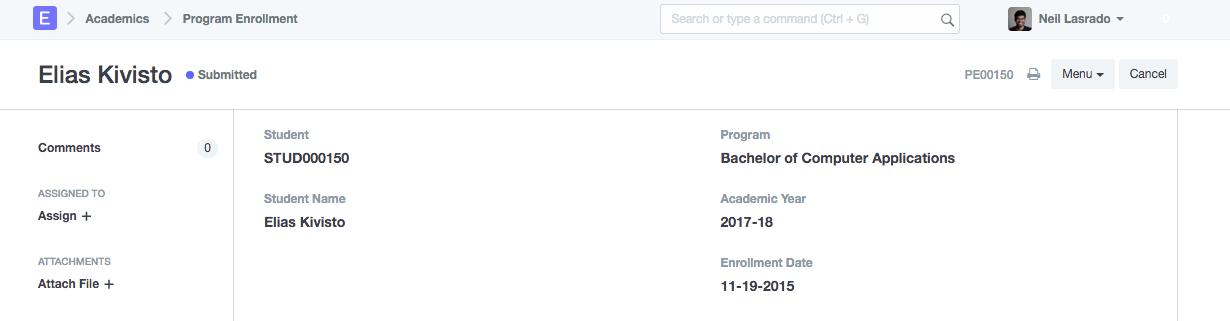 E Academics Program Enrollment Search or type a command (Ctrl + G) Neil Lasrado 0
Elias Kivisto Submitted PE00150 Menu Cancel
Comments 0
ASSIGNED TO
Assign +
ATTACHMENTS
Attach File +
Student
STUD000150
Student Name
Elias Kivisto
Program
Bachelor of Computer Applications
Academic Year
2017-18
Enrollment Date
11-19-2015